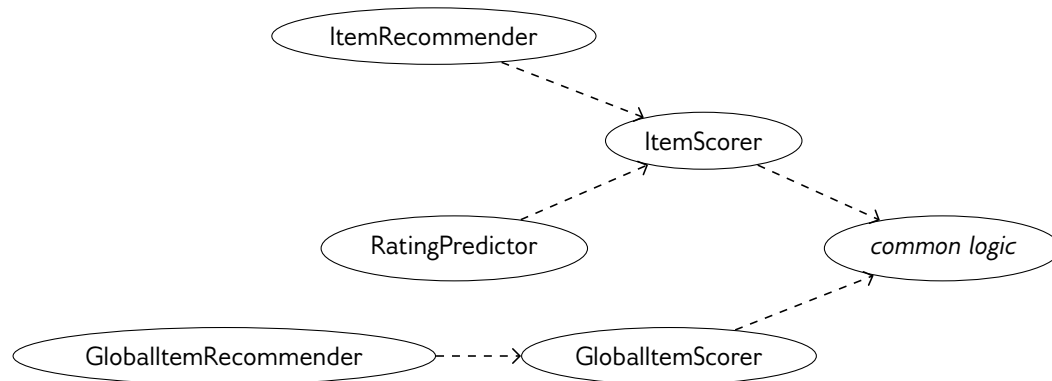 ItemRecommender
ItemScorer
RatingPredictor
common logic
GlobalItemRecommender
GlobalItemScorer